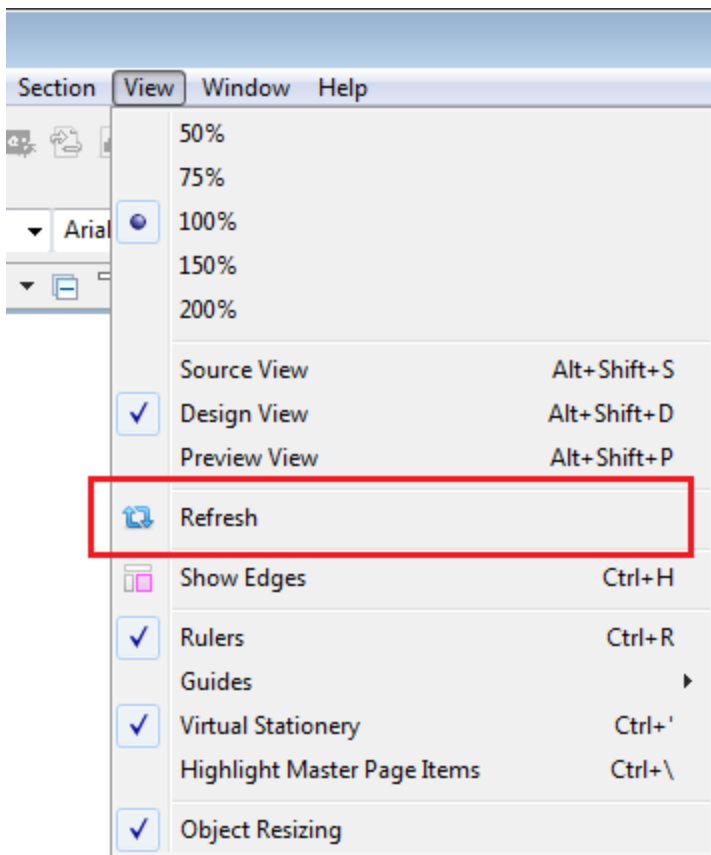 Section View Window Help
50%
75%
Arial 100%
150%
200%
Source View Alt+Shift+S
Design View Alt+Shift+D
Preview View Alt+Shift+P
Refresh
Show Edges Ctrl+H
Rulers Ctrl+R
Guides
Virtual Stationery Ctrl+'
Highlight Master Page Items Ctrl+\
Object Resizing